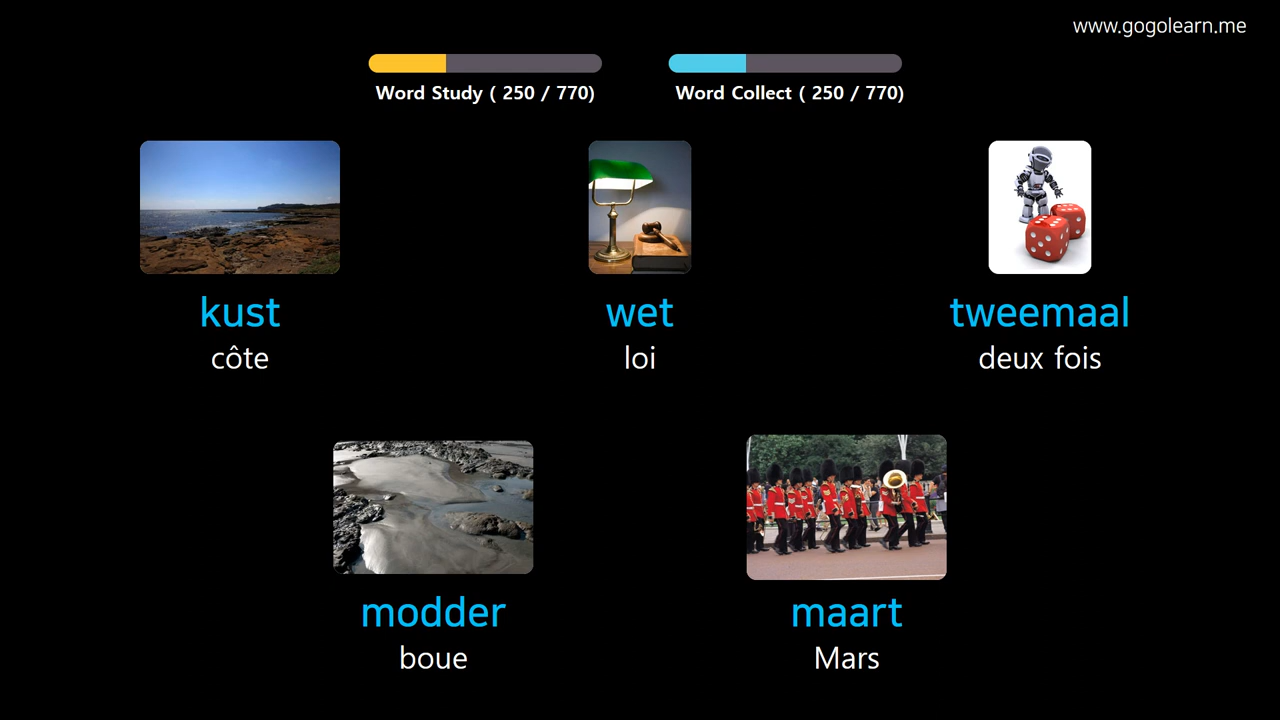 www.gogolearn.me
Word Study ( 250 / 770)
Word Collect ( 250 / 770)
kust
côte
wet
loi
tweemaal
deux fois
modder
boue
maart
Mars